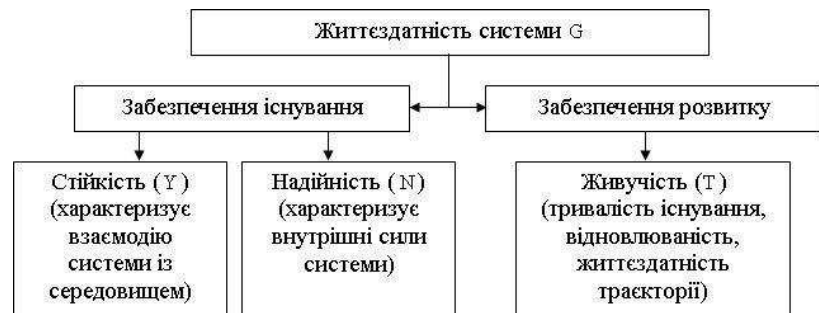 Життєздатність системи G
Забезпечення існування
Забезпечення розвитку
Стійкість (Y)
(характеризує
взаємодію
системи із
середовищем)
Надійність (N)
(характеризує
внутрішні сили
системи)
Живучість (T)
(тривалість існування,
відновлюваність,
життєздатність
траєкторії)